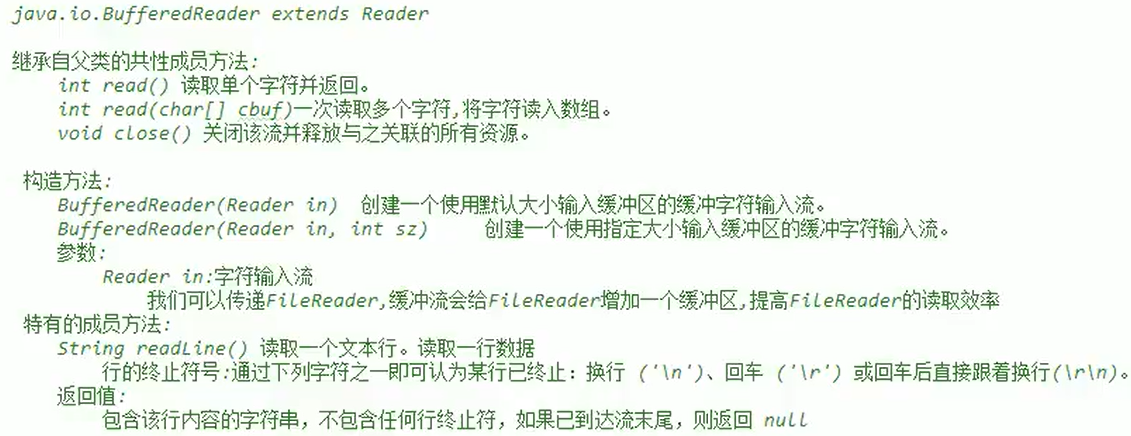 java.io.BufferedReader extends Reader
继承自父类的共性成员方法:
int read() 读取单个字符并返回。
int read(char[] cbuf)一次读取多个字符,将字符读入数组。
void close() 关闭该流并释放与之关联的所有资源。
构造方法:
BufferedReader(Reader in) 创建一个使用默认大小输入缓冲区的缓冲字符输入流。
BufferedReader(Reader in, int sz) 创建一个使用指定大小输入缓冲区的缓冲字符输入流。
参数:
Reader in:字符输入流
我们可以传递FileReader,缓冲流会给FileReader增加一个缓冲区,提高FileReader的读取效率
特有的成员方法:
String readLine() 读取一个文本行。读取一行数据
行的终止符号:通过下列字符之一即可认为某行已终止：换行 ('\n')、回车 ('\r') 或回车后直接跟着换行(\r\n)。
返回值:
包含该行内容的字符串，不包含任何行终止符，如果已到达流末尾，则返回 null